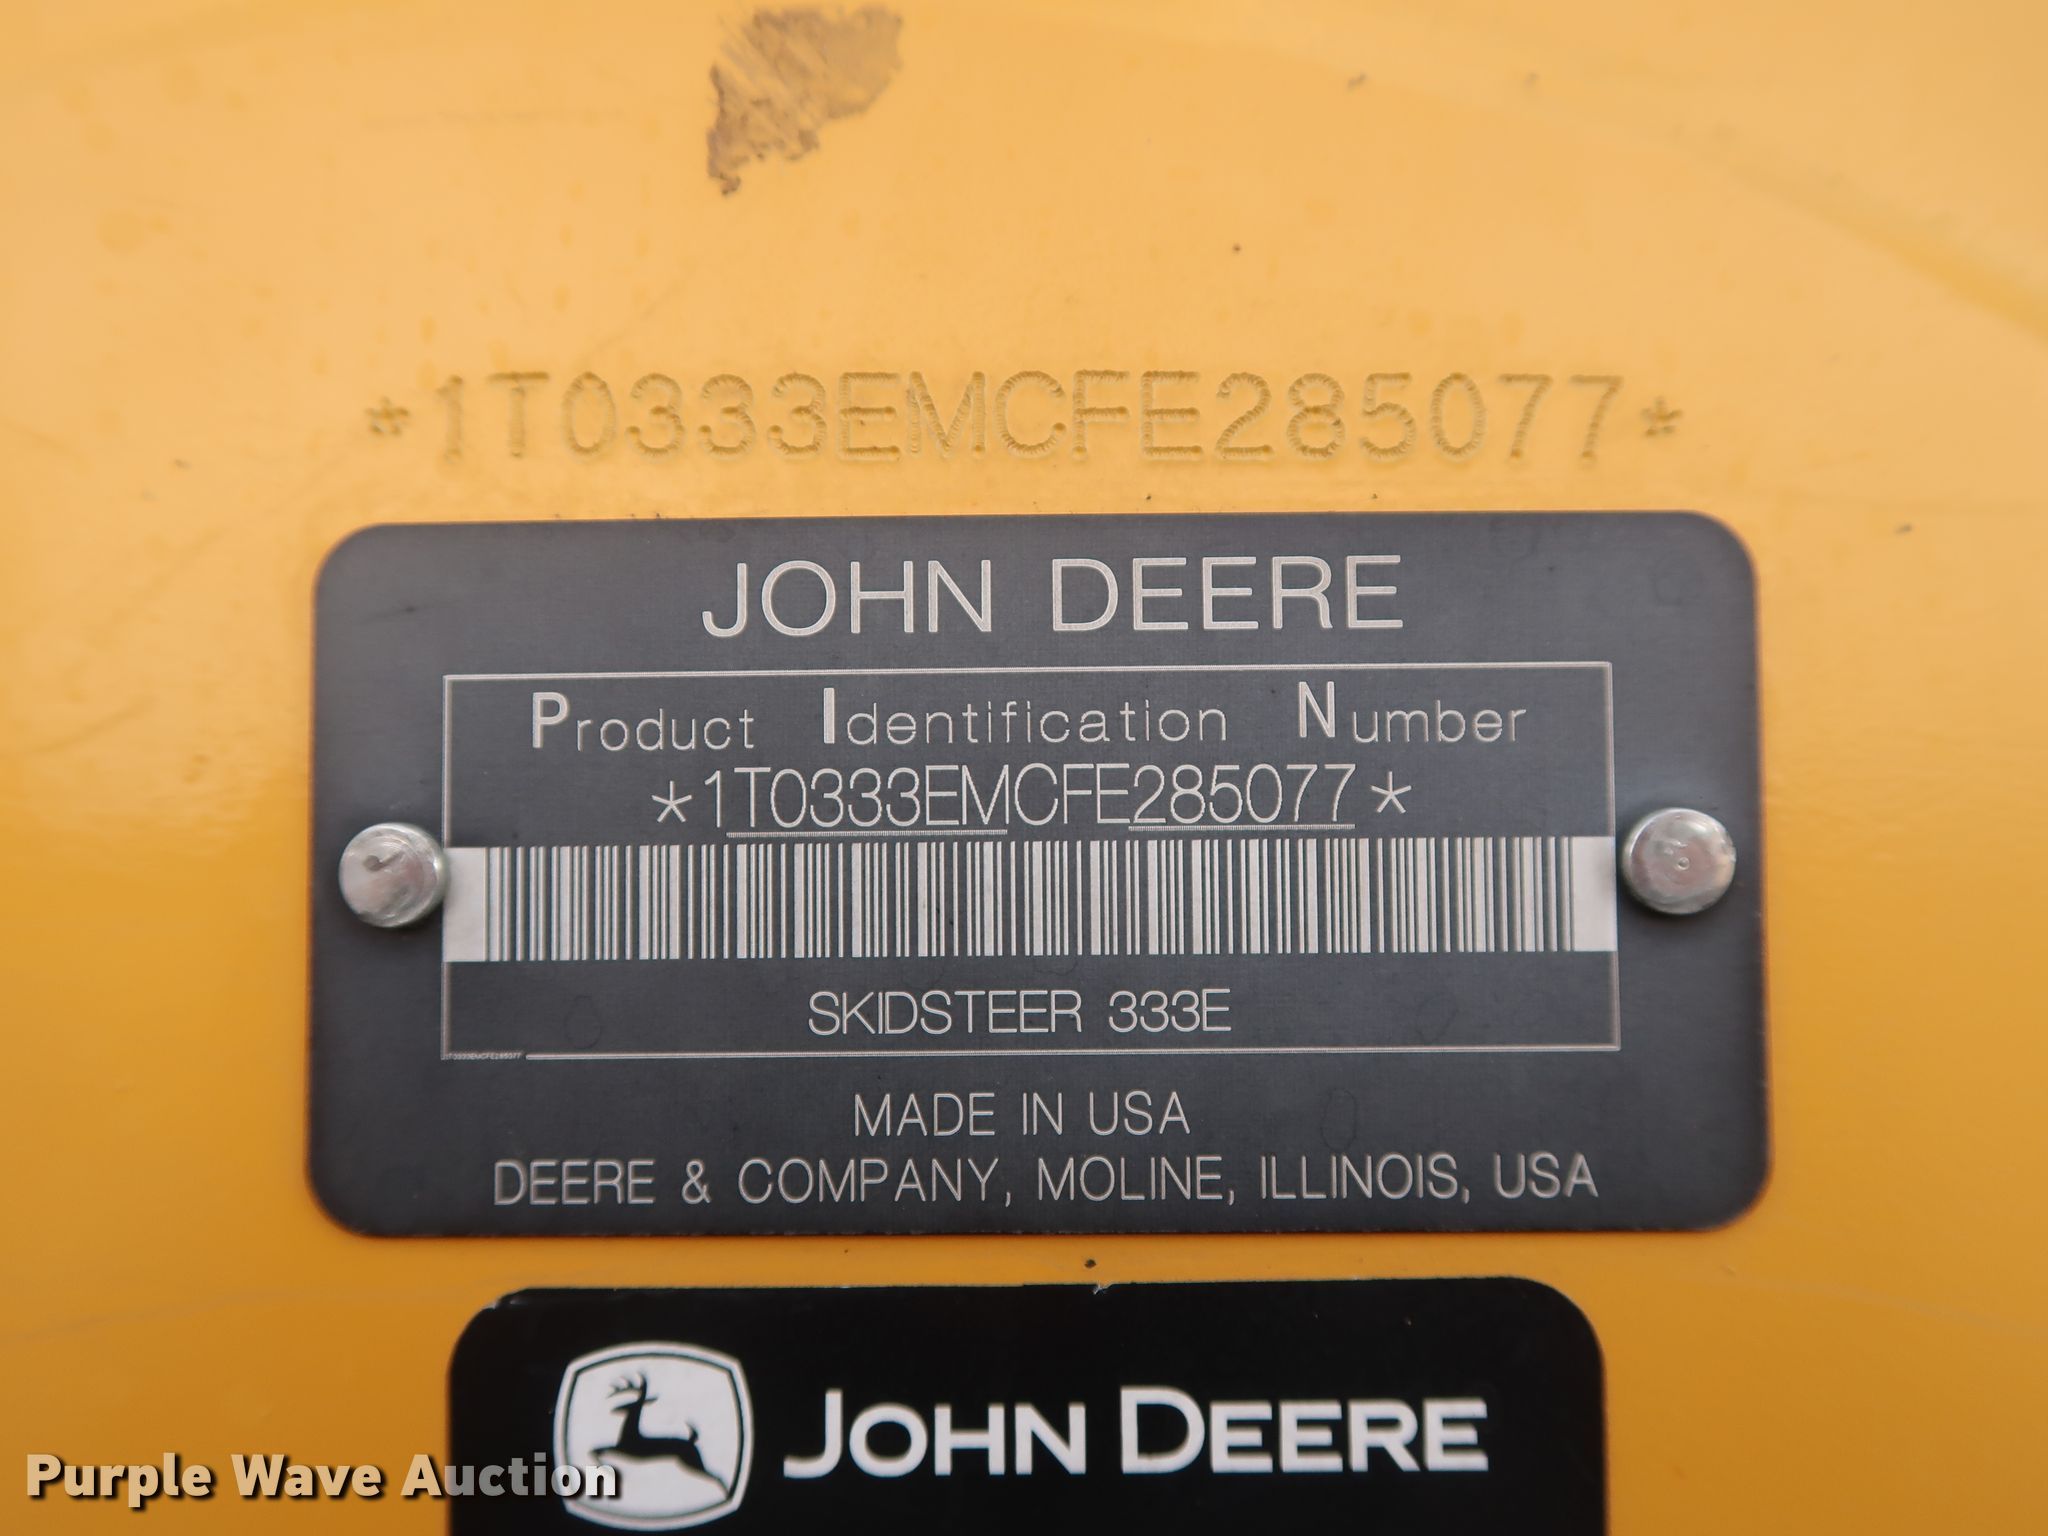 *1T0333EMCFE285077*
JOHN DEERE
Product Identification Number
*1T0333EMCFE285077*
SKIDSTEER 333E
1T0333EMCFE285077
MADE IN USA
DEERE & COMPANY, MOLINE, ILLINOIS, USA
JOHN DEERE
Purple Wave Auction